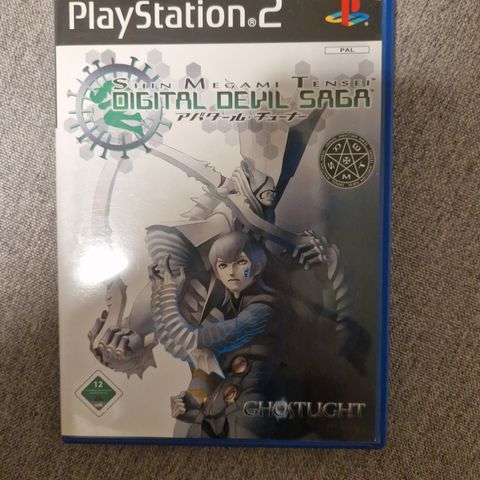 PlayStation®2
PAL
SHIN MEGAMI TENSEI
DIGITAL DEVIL SAGA
アバタール・チューナー
12
GHOSTLIGHT